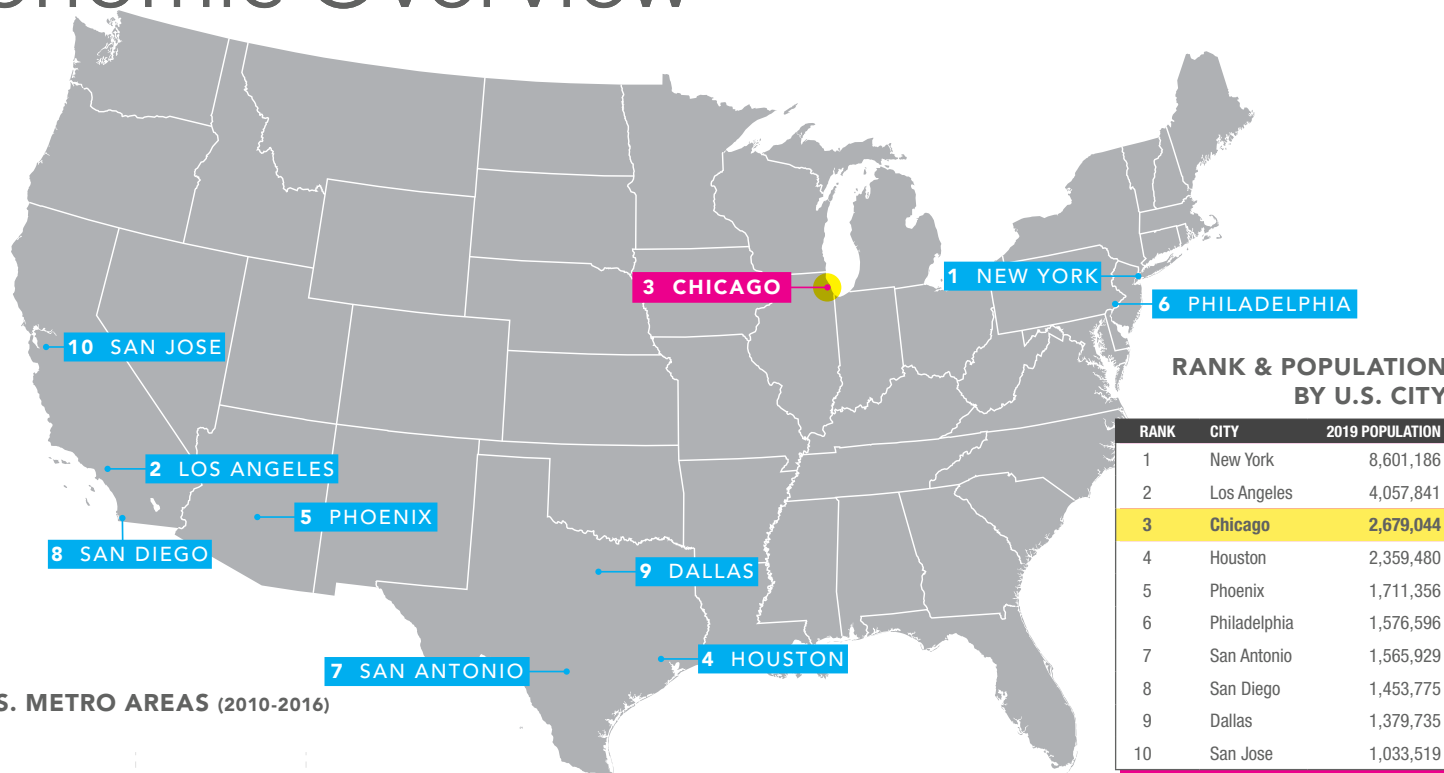 Overview
3 CHICAGO
1 NEW YORK
6 PHILADELPHIA
10 SAN JOSE
2 LOS ANGELES
5 PHOENIX
8 SAN DIEGO
9 DALLAS
4 HOUSTON
7 SAN ANTONIO
RANK & POPULATION
BY U.S. CITY
RANK CITY 2019 POPULATION
1 New York 8,601,186
2 Los Angeles 4,057,841
3 Chicago 2,679,044
4 Houston 2,359,480
5 Phoenix 1,711,356
6 Philadelphia 1,576,596
7 San Antonio 1,565,929
8 San Diego 1,453,775
9 Dallas 1,379,735
10 San Jose 1,033,519
S. METRO AREAS (2010-2016)